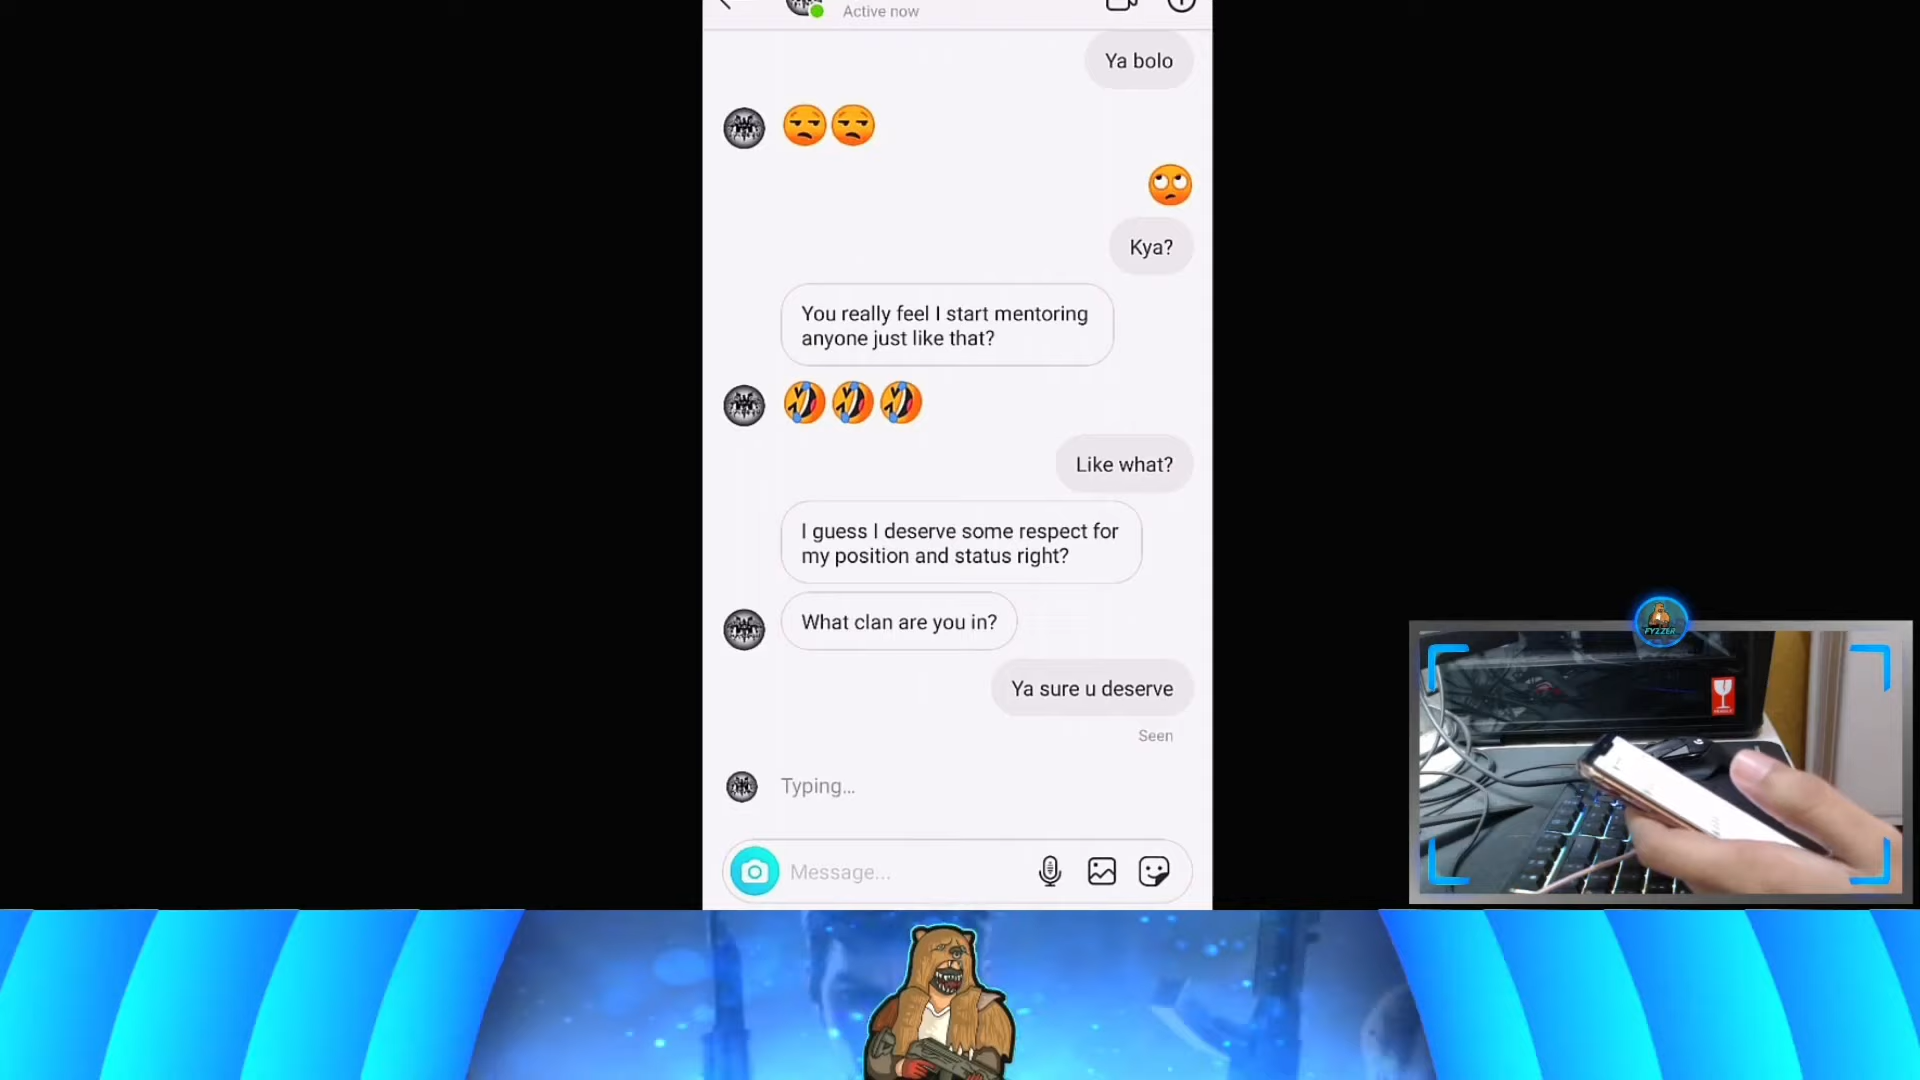 Active now
Ya bolo
Kya?
You really feel I start mentoring
anyone just like that?
Like what?
I guess I deserve some respect for
my position and status right?
What clan are you in?
Ya sure u deserve
Seen
Typing...
Message...
FYZZER